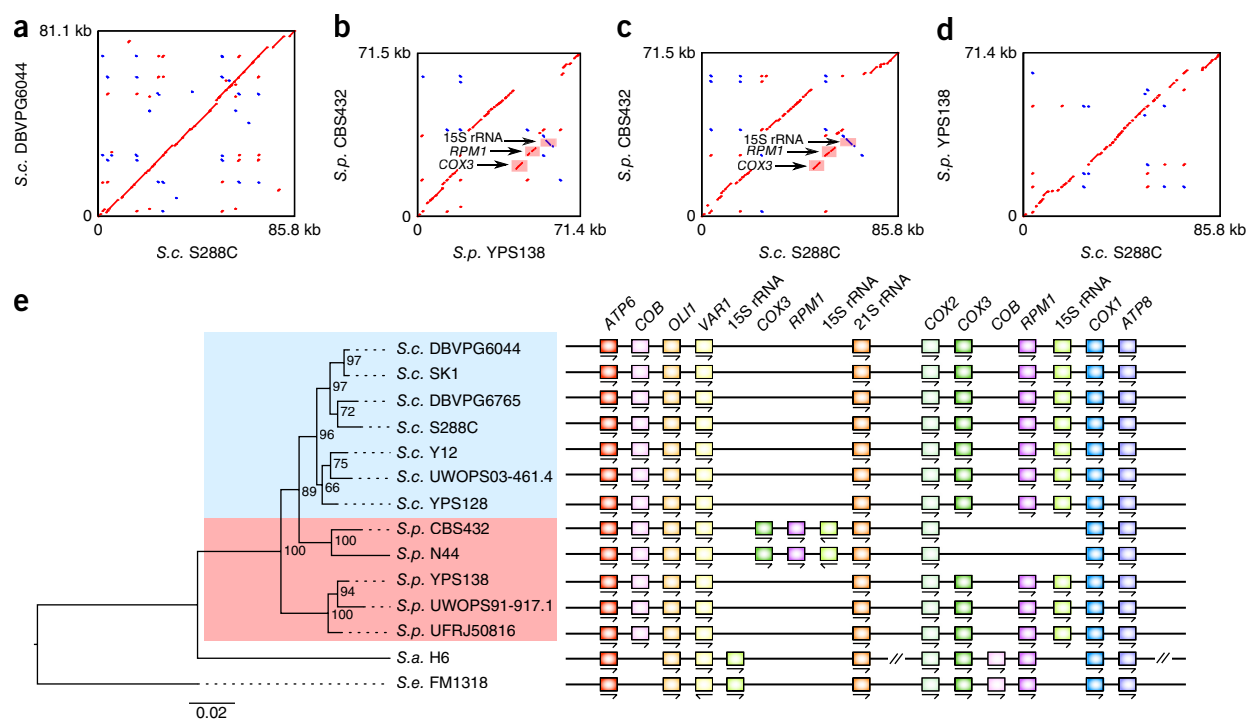 a
81.1 kb
S.c. DBVPG6044
0
0
85.8 kb
S.c. S288C
b
71.5 kb
S.p. CBS432
15S rRNA
RPM1
COX3
0
0
71.4 kb
S.p. YPS138
c
71.5 kb
S.p. CBS432
15S rRNA
RPM1
COX3
0
0
85.8 kb
S.c. S288C
d
71.4 kb
S.p. YPS138
0
0
85.8 kb
S.c. S288C
e
ATP6
COB
OLI1
VAR1
15S rRNA
COX3
RPM1
15S rRNA
21S rRNA
COX2
COX3
COB
RPM1
15S rRNA
COX1
ATP8
S.c. DBVPG6044
S.c. SK1
S.c. DBVPG6765
S.c. S288C
S.c. Y12
S.c. UWOPS03-461.4
S.c. YPS128
S.p. CBS432
S.p. N44
S.p. YPS138
S.p. UWOPS91-917.1
S.p. UFRJ50816
S.a. H6
S.e. FM1318
97
97
72
96
75
89
66
100
100
94
100
0.02
//
//